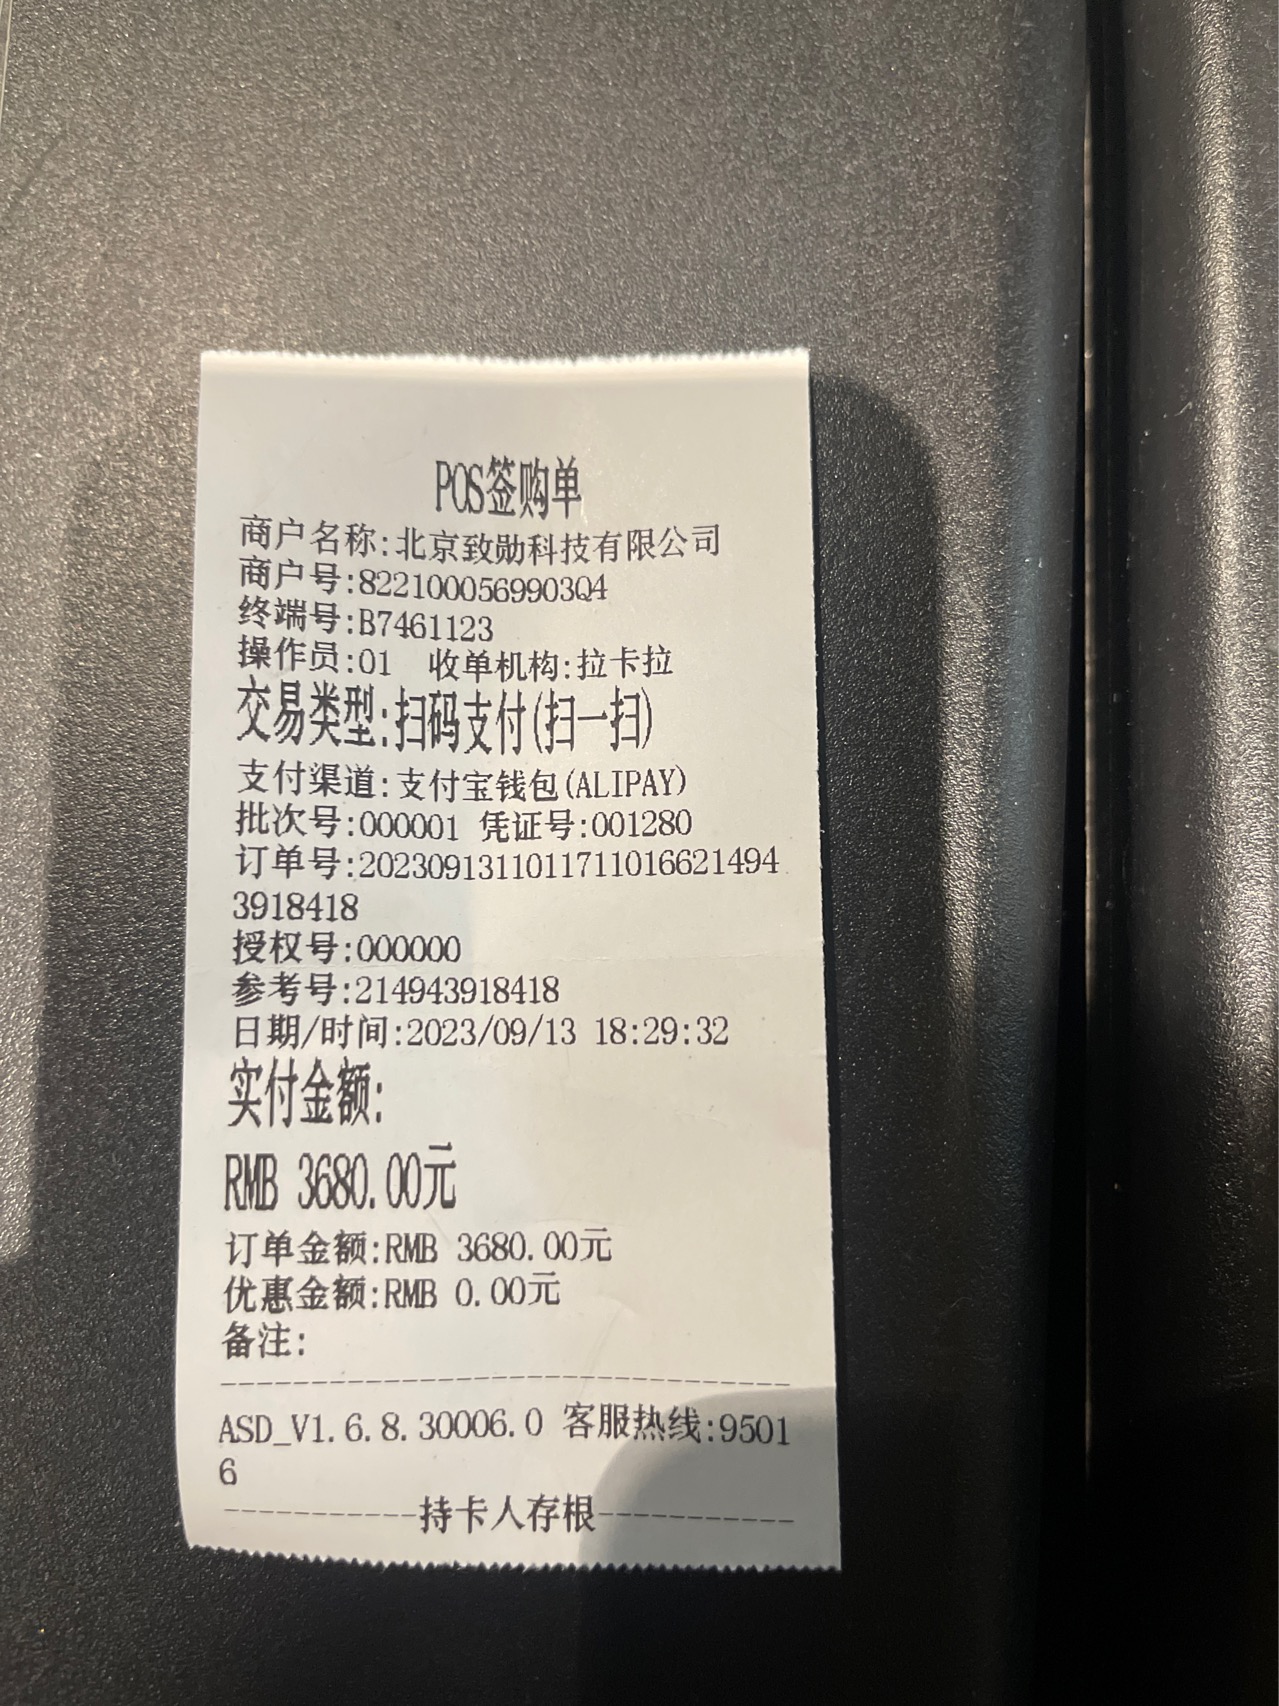 POS签购单
商户名称:北京致勋科技有限公司
商户号:8221000569903Q4
终端号:B7461123
操作员:01 收单机构:拉卡拉
交易类型:扫码支付(扫一扫)
支付渠道:支付宝钱包(ALIPAY)
批次号:000001 凭证号:001280
订单号:2023091311011711016621494
3918418
授权号:000000
参考号:214943918418
日期/时间:2023/09/13 18:29:32
实付金额:
RMB 3680.00元
订单金额:RMB 3680.00元
优惠金额:RMB 0.00元
备注:
ASD_V1.6.8.30006.0 客服热线:9501
6
持卡人存根